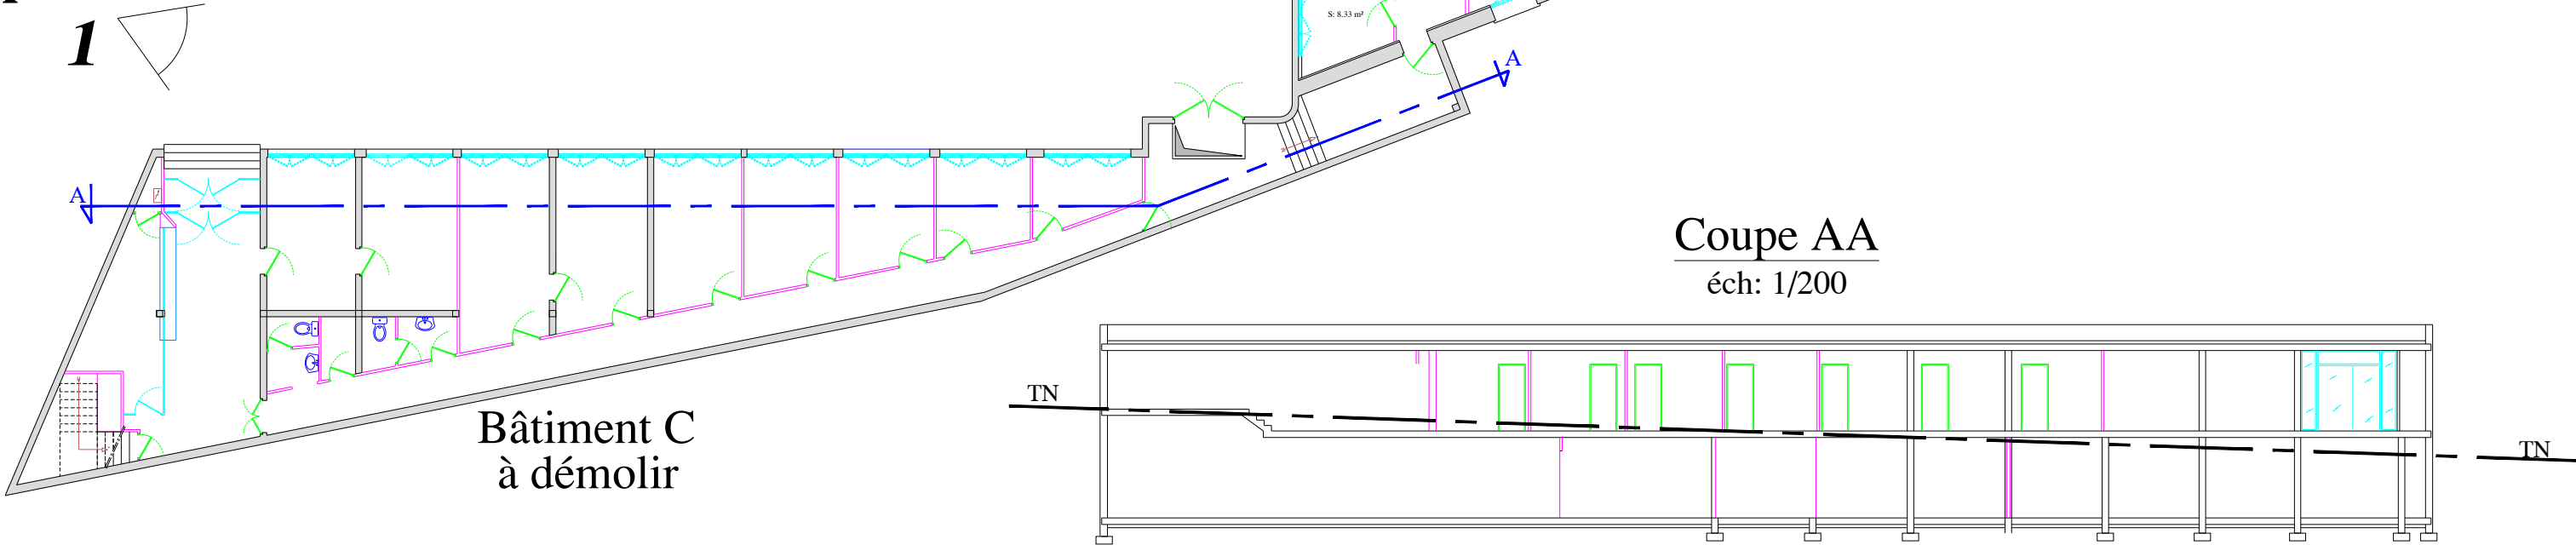 1
S: 8.33 m²
A
A
Coupe AA
éch: 1/200
TN
Bâtiment C
à démolir
TN